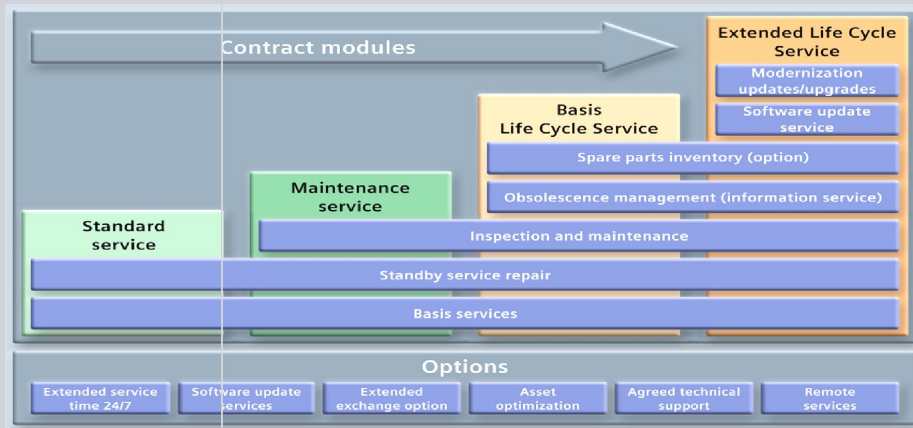 Contract modules
Extended Life Cycle
Service
Modernization
updates/upgrades
Software update
service
Basis
Life Cycle Service
Spare parts inventory (option)
Obsolescence management (information service)
Maintenance
service
Inspection and maintenance
Standard
service
Standby service repair
Basis services
Options
Extended service
time 24/7
Software update
services
Extended
exchange option
Asset
optimization
Agreed technical
support
Remote
services